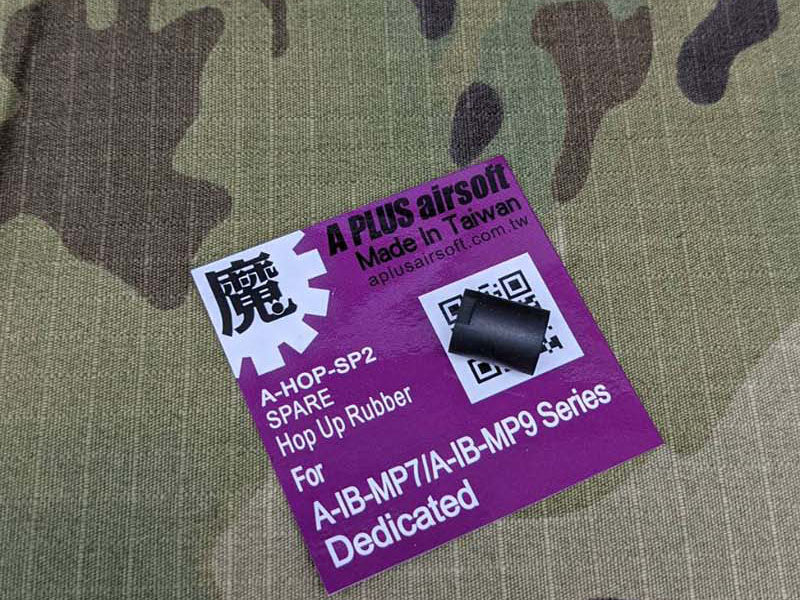 魔
A PLUS airsoft
Made In Taiwan
aplusairsoft.com.tw
A-HOP-SP2
SPARE
Hop Up Rubber
For
A-IB-MP7/A-IB-MP9 Series
Dedicated